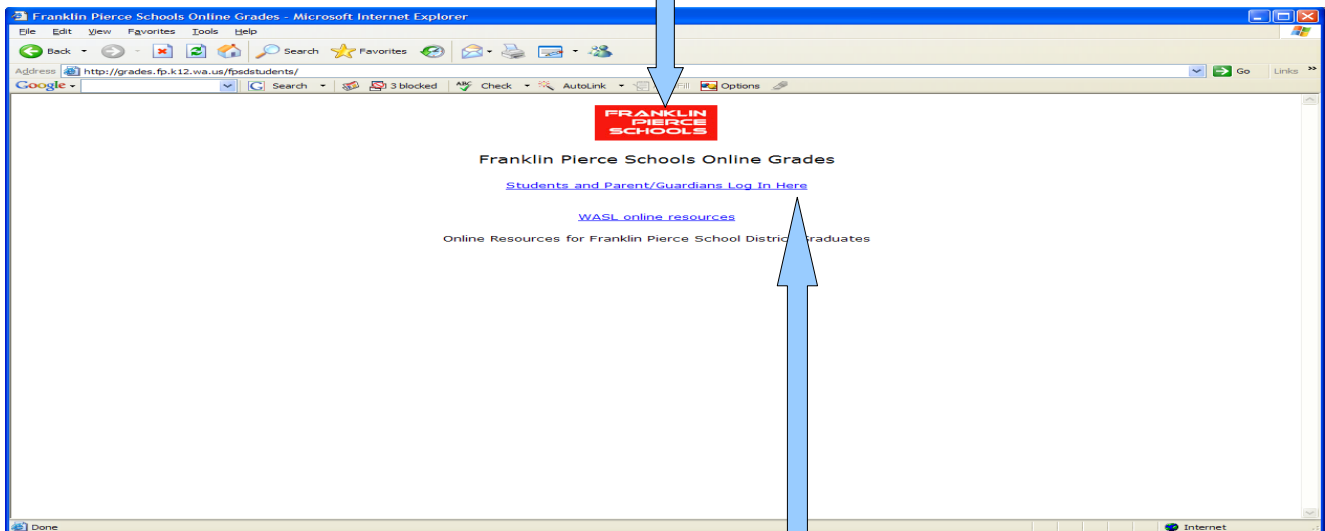 Franklin Pierce Schools Online Grades - Microsoft Internet Explorer
File Edit View Favorites Tools Help
Back Search Favorites
Address http://grades.fp.k12.wa.us/fpsdstudents/ Go Links »
Google Search 3 blocked ABC Check AutoLink Fill Options
FRANKLIN
PIERCE
SCHOOLS
Franklin Pierce Schools Online Grades
Students and Parent/Guardians Log In Here
WASL online resources
Online Resources for Franklin Pierce School District Graduates
Done Internet